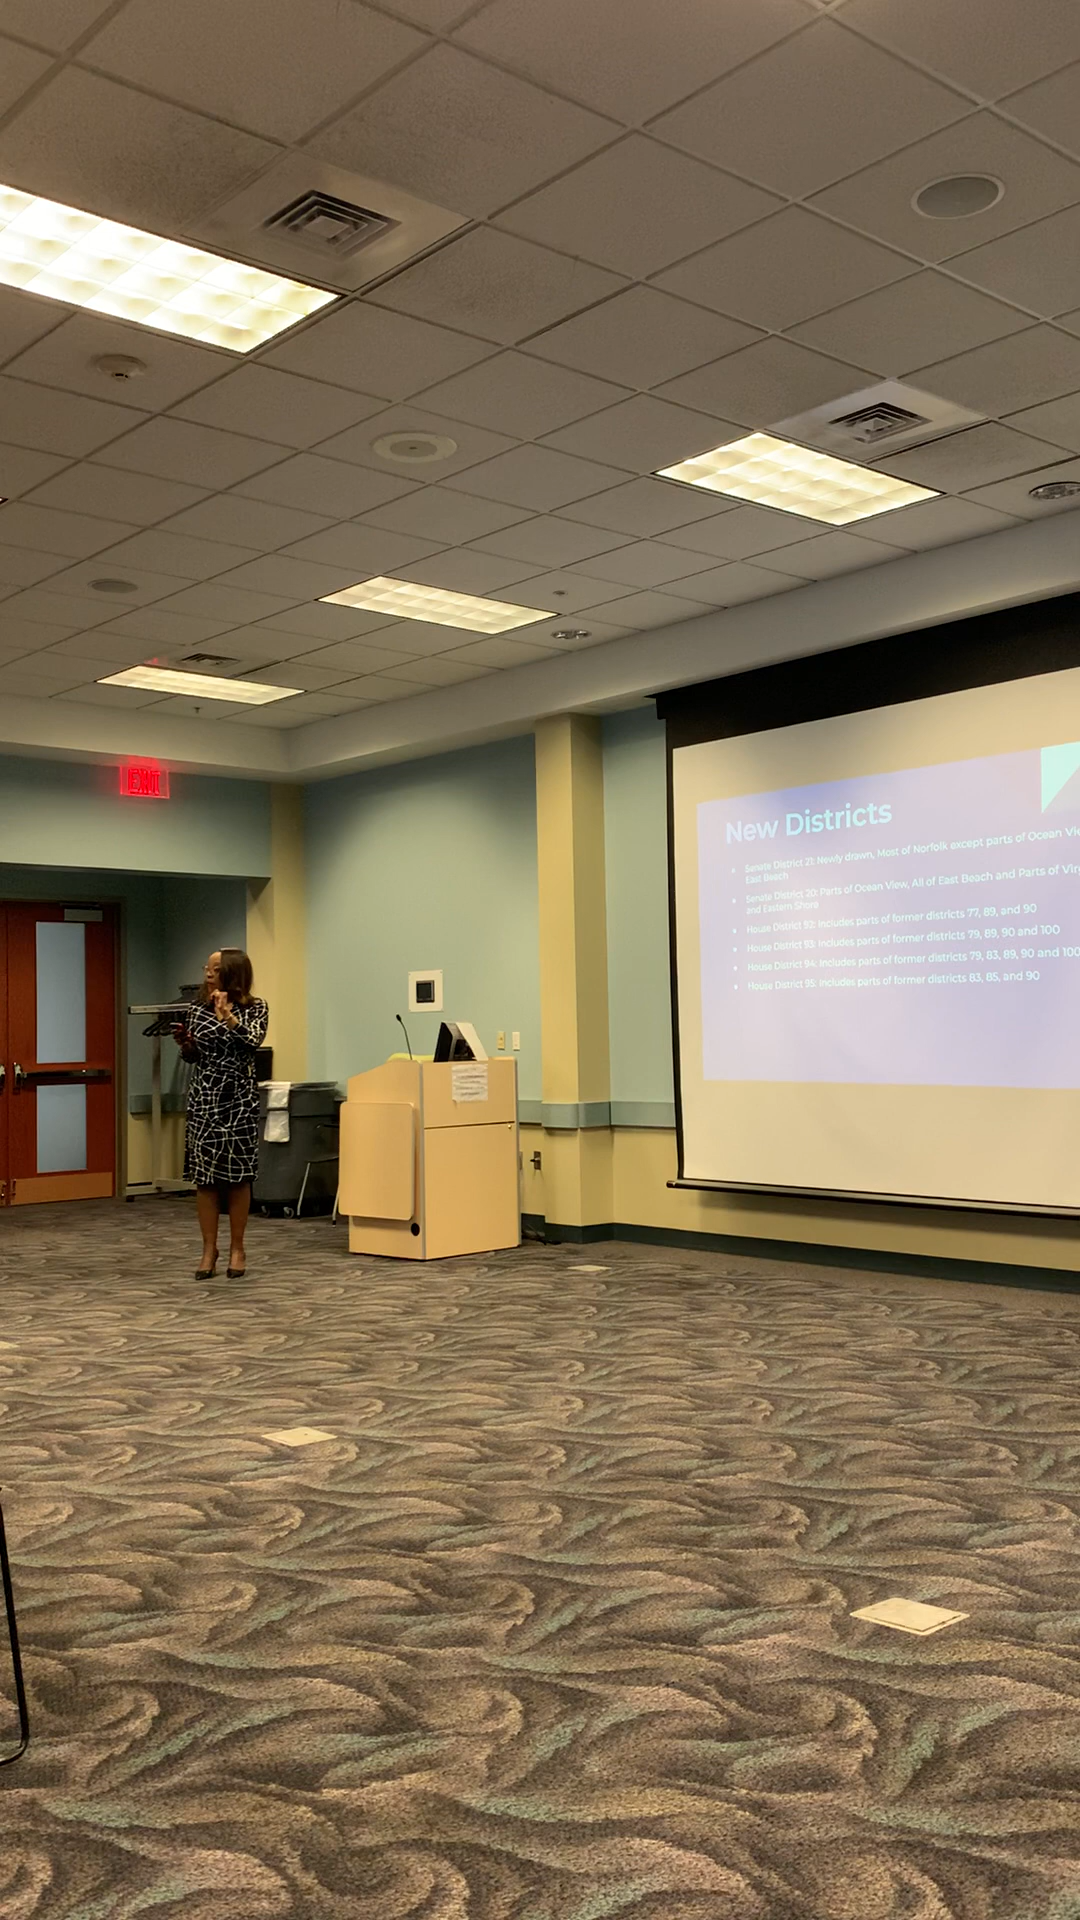 EXIT
New Districts
Senate District 21: Newly drawn, Most of Norfolk except parts of Ocean
East Beach
Senate District 20: Parts of Ocean View, All of East Beach and Parts of
and Eastern Shore
House District 92: Includes parts of former districts 77, 89, and 90
House District 93: Includes parts of former districts 79, 89, 90 and 100
House District 94: Includes parts of former districts 79, 83, 89, 90 and 100
House District 95: Includes parts of former districts 83, 85, and 90